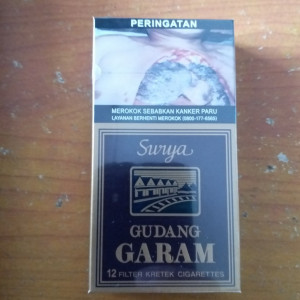 PERINGATAN
MEROKOK SEBABKAN KANKER PARU
LAYANAN BERHENTI MEROKOK (0800-177-6565)
Surya
GUDANG
GARAM
12 FILTER KRETEK CIGARETTES